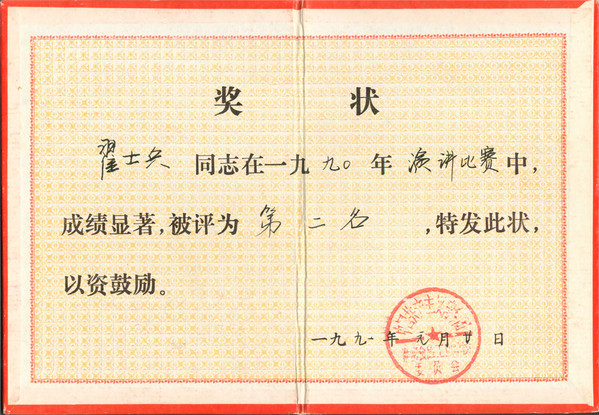 奖 状
翟士兵 同志在一九九〇年 演讲比赛中，
成绩显著，被评为 第二名 ，特发此状，
以资鼓励。
一九九一年元月廿日